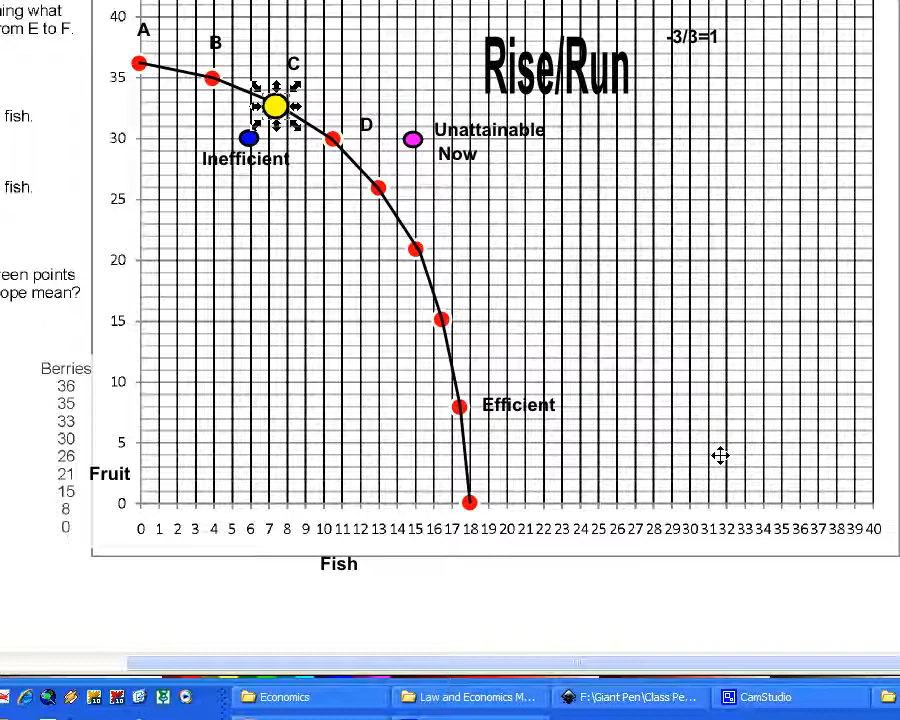 ning what
rom E to F.
fish.
fish.
een points
ope mean?
Berries
36
35
33
30
26
21
15
8
0
A
B
C
D
Rise/Run
-3/3=1
Unattainable
Now
Inefficient
Efficient
Fruit
40
35
30
25
20
15
10
5
0
0 1 2 3 4 5 6 7 8 9 10 11 12 13 14 15 16 17 18 19 20 21 22 23 24 25 26 27 28 29 30 31 32 33 34 35 36 37 38 39 40
Fish
Economics
Law and Economics M...
F:\Giant Pen\Class Pe...
CamStudio